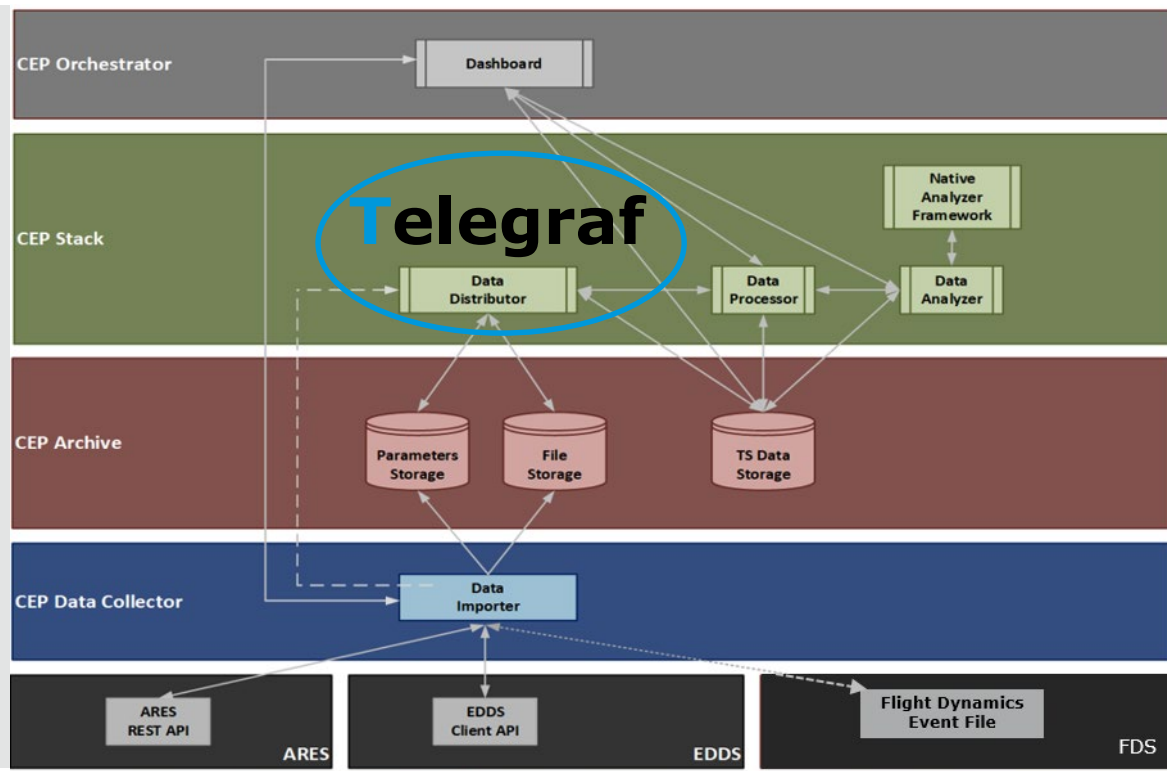 CEP Orchestrator
Dashboard
CEP Stack
Telegraf
Native
Analyzer
Framework
Data
Distributor
Data
Processor
Data
Analyzer
CEP Archive
Parameters
Storage
File
Storage
TS Data
Storage
CEP Data Collector
Data
Importer
ARES
REST API
ARES
EDDS
Client API
EDDS
Flight Dynamics
Event File
FDS